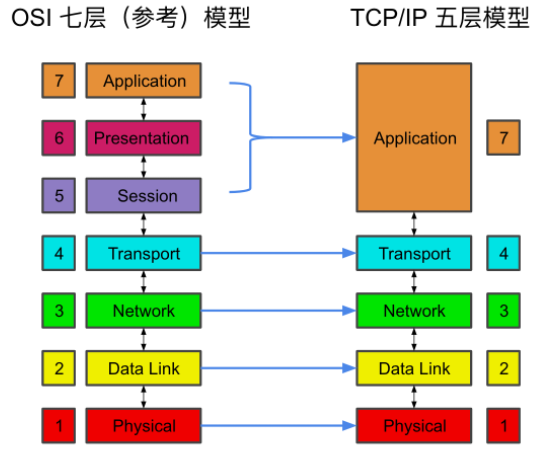 OSI 七层（参考）模型 TCP/IP 五层模型
7 Application
6 Presentation Application 7
5 Session
4 Transport Transport 4
3 Network Network 3
2 Data Link Data Link 2
1 Physical Physical 1